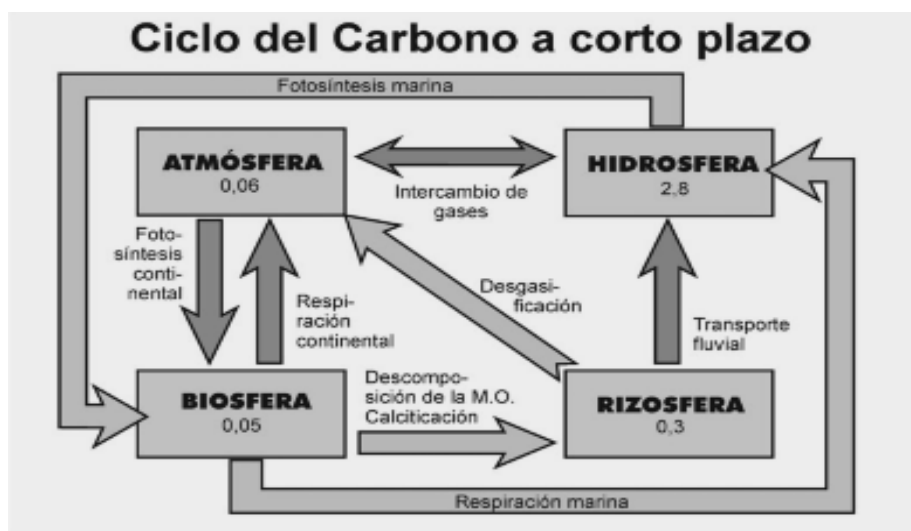 Ciclo del Carbono a corto plazo
Fotosíntesis marina
ATMÓSFERA
0,06
HIDROSFERA
2,8
Intercambio de
gases
Foto-
síntesis
conti-
nental
Respi-
ración
continental
Desgasi-
ificación
Transporte
fluvial
BIOSFERA
0,05
Descompo-
sición de la M.O.
Calciticación
RIZOSFERA
0,3
Respiración marina